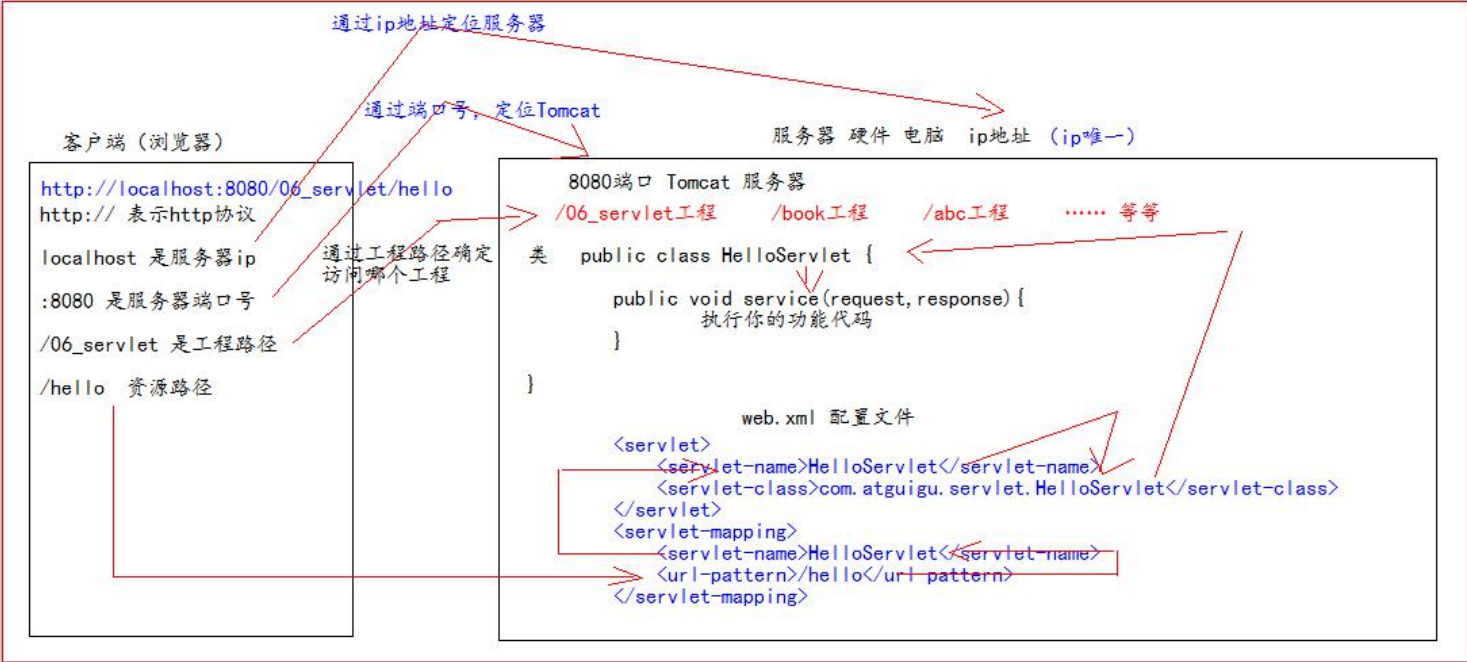 通过ip地址定位服务器
通过端口号，定位Tomcat
客户端（浏览器）
服务器 硬件 电脑 ip地址 （ip唯一）
http://localhost:8080/06_servlet/hello
http:// 表示http协议
localhost 是服务器ip
:8080 是服务器端口号
/06_servlet 是工程路径
/hello 资源路径
通过工程路径确定
访问哪个工程
8080端口 Tomcat 服务器
/06_servlet工程 /book工程 /abc工程 …… 等等
类 public class HelloServlet {
public void service(request,response){
执行你的功能代码
}
}
web.xml 配置文件
<servlet>
<servlet-name>HelloServlet</servlet-name>
<servlet-class>com.atguigu.servlet.HelloServlet</servlet-class>
</servlet>
<servlet-mapping>
<servlet-name>HelloServlet</servlet-name>
<url-pattern>/hello</url-pattern>
</servlet-mapping>